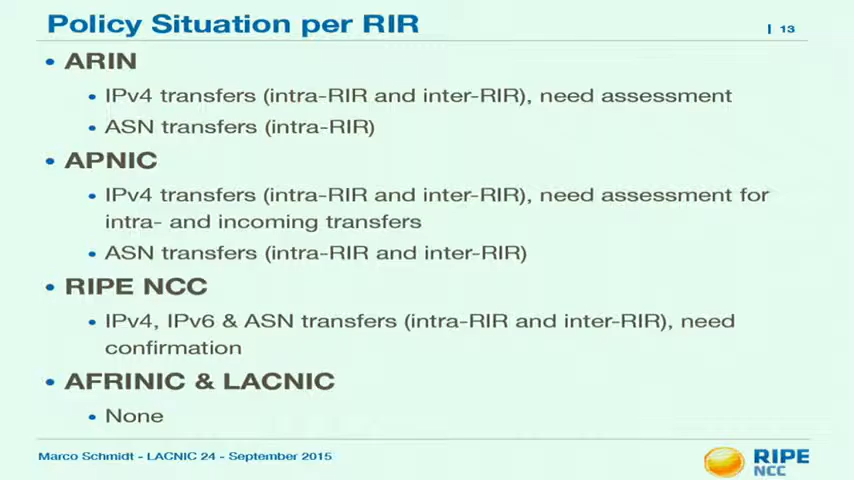 Policy Situation per RIR
| 13
• ARIN
• IPv4 transfers (intra-RIR and inter-RIR), need assessment
• ASN transfers (intra-RIR)
• APNIC
• IPv4 transfers (intra-RIR and inter-RIR), need assessment for
intra- and incoming transfers
• ASN transfers (intra-RIR and inter-RIR)
• RIPE NCC
• IPv4, IPv6 & ASN transfers (intra-RIR and inter-RIR), need
confirmation
• AFRINIC & LACNIC
• None
Marco Schmidt - LACNIC 24 - September 2015
RIPE
NCC